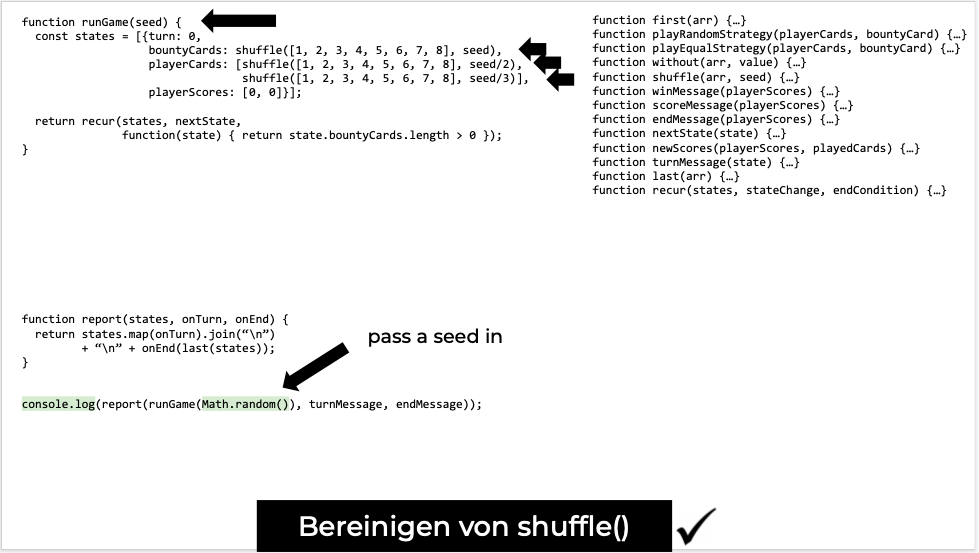 function runGame(seed) {
const states = [{turn: 0,
bountyCards: shuffle([1, 2, 3, 4, 5, 6, 7, 8], seed),
playerCards: [shuffle([1, 2, 3, 4, 5, 6, 7, 8], seed/2),
shuffle([1, 2, 3, 4, 5, 6, 7, 8], seed/3)],
playerScores: [0, 0]}];
return recur(states, nextState,
function(state) { return state.bountyCards.length > 0 });
}
function first(arr) {…}
function playRandomStrategy(playerCards, bountyCard) {…}
function playEqualStrategy(playerCards, bountyCard) {…}
function without(arr, value) {…}
function shuffle(arr, seed) {…}
function winMessage(playerScores) {…}
function scoreMessage(playerScores) {…}
function endMessage(playerScores) {…}
function nextState(state) {…}
function newScores(playerScores, playedCards) {…}
function turnMessage(state) {…}
function last(arr) {…}
function recur(states, stateChange, endCondition) {…}
function report(states, onTurn, onEnd) {
return states.map(onTurn).join(“\n”)
+ “\n” + onEnd(last(states));
}
pass a seed in
console.log(report(runGame(Math.random()), turnMessage, endMessage));
Bereinigen von shuffle()